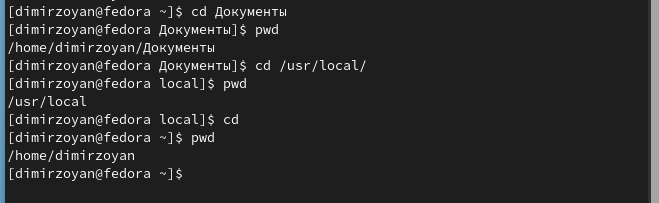 [dimirzoyan@fedora ~]$ cd Документы
[dimirzoyan@fedora Документы]$ pwd
/home/dimirzoyan/Документы
[dimirzoyan@fedora Документы]$ cd /usr/local/
[dimirzoyan@fedora local]$ pwd
/usr/local
[dimirzoyan@fedora local]$ cd
[dimirzoyan@fedora ~]$ pwd
/home/dimirzoyan
[dimirzoyan@fedora ~]$